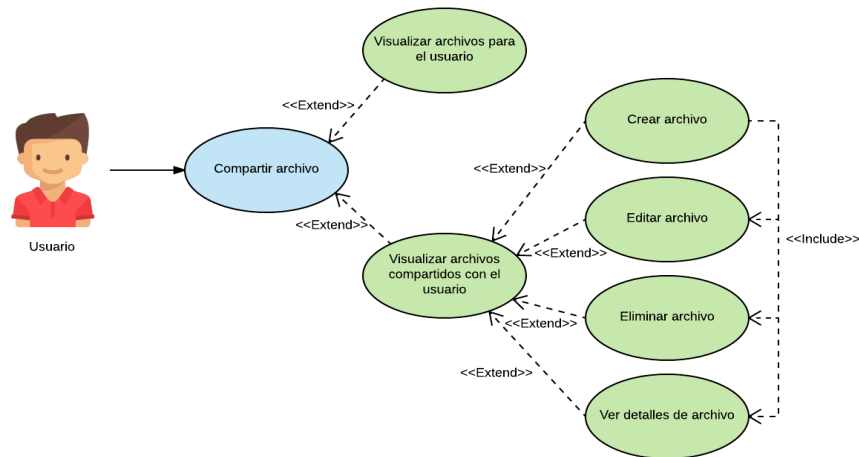 Visualizar archivos para
el usuario
<<Extend>>
Crear archivo
Compartir archivo
<<Extend>>
Usuario
<<Extend>>
Editar archivo
<<Include>>
<<Extend>>
Visualizar archivos
compartidos con el
usuario
Eliminar archivo
<<Extend>>
<<Extend>>
Ver detalles de archivo